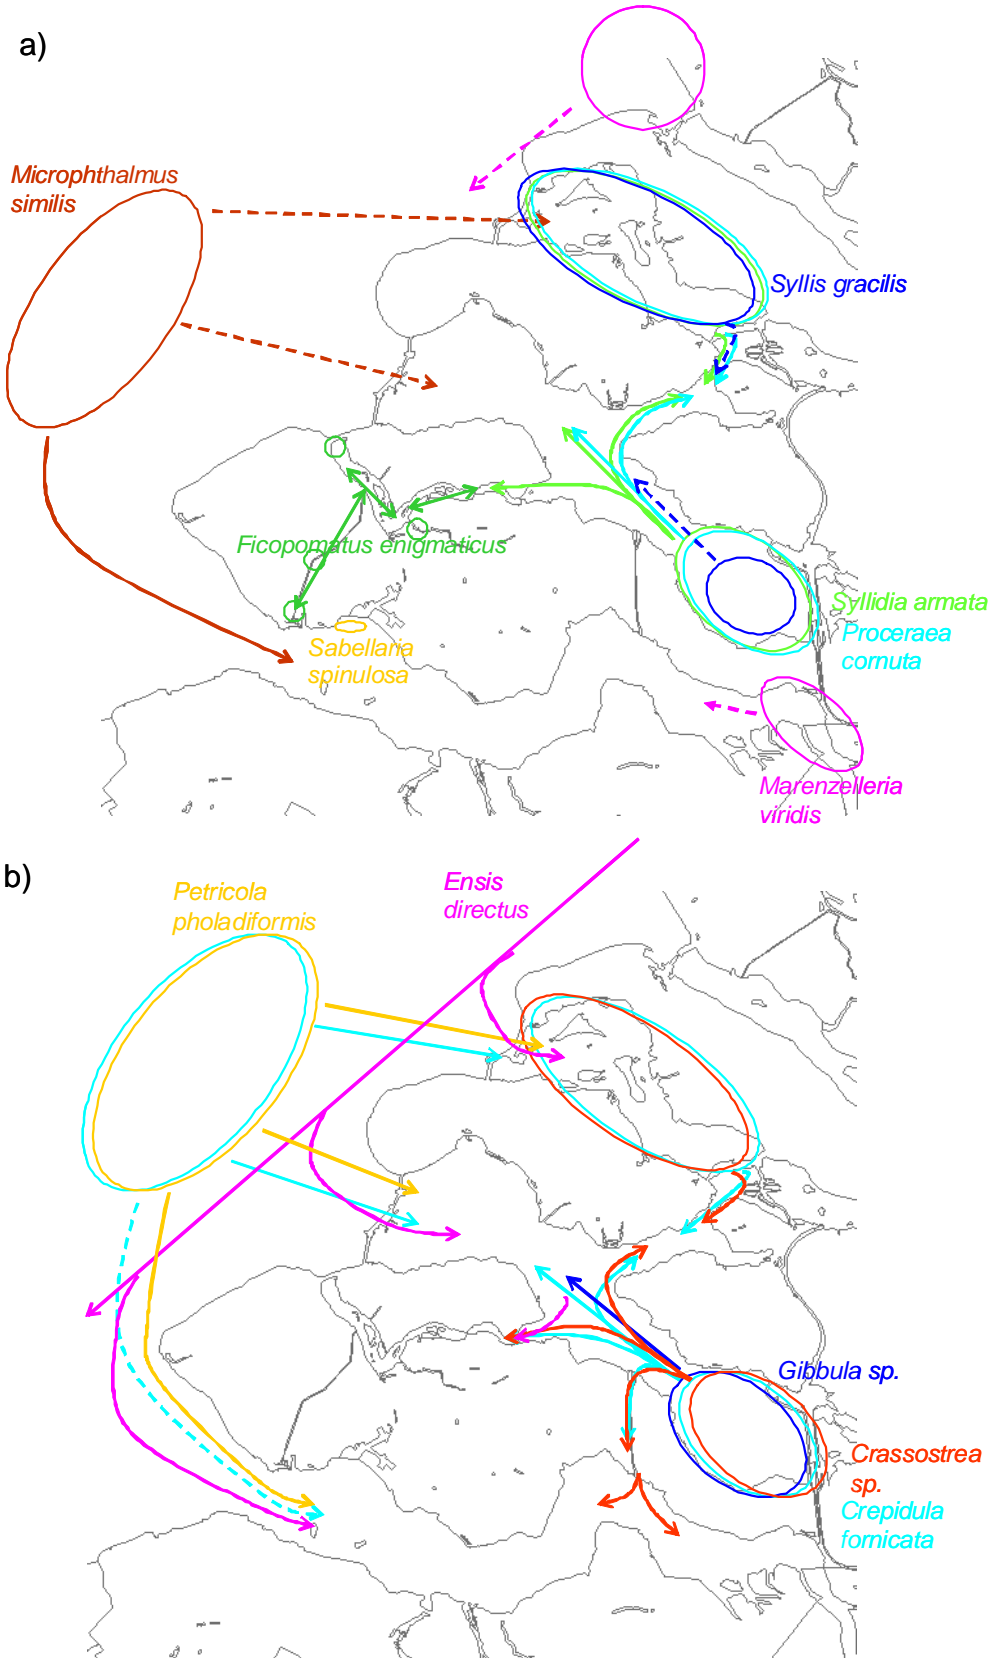 a)
Microphthalmus
similis
Syllis gracilis
Ficopomatus enigmaticus
Syllidia armata
Sabellaria
spinulosa
Proceraea
cornuta
Marenzelleria
viridis
b)
Petricola
pholadiformis
Ensis
directus
Gibbula sp.
Crassostrea
sp.
Crepidula
fornicata